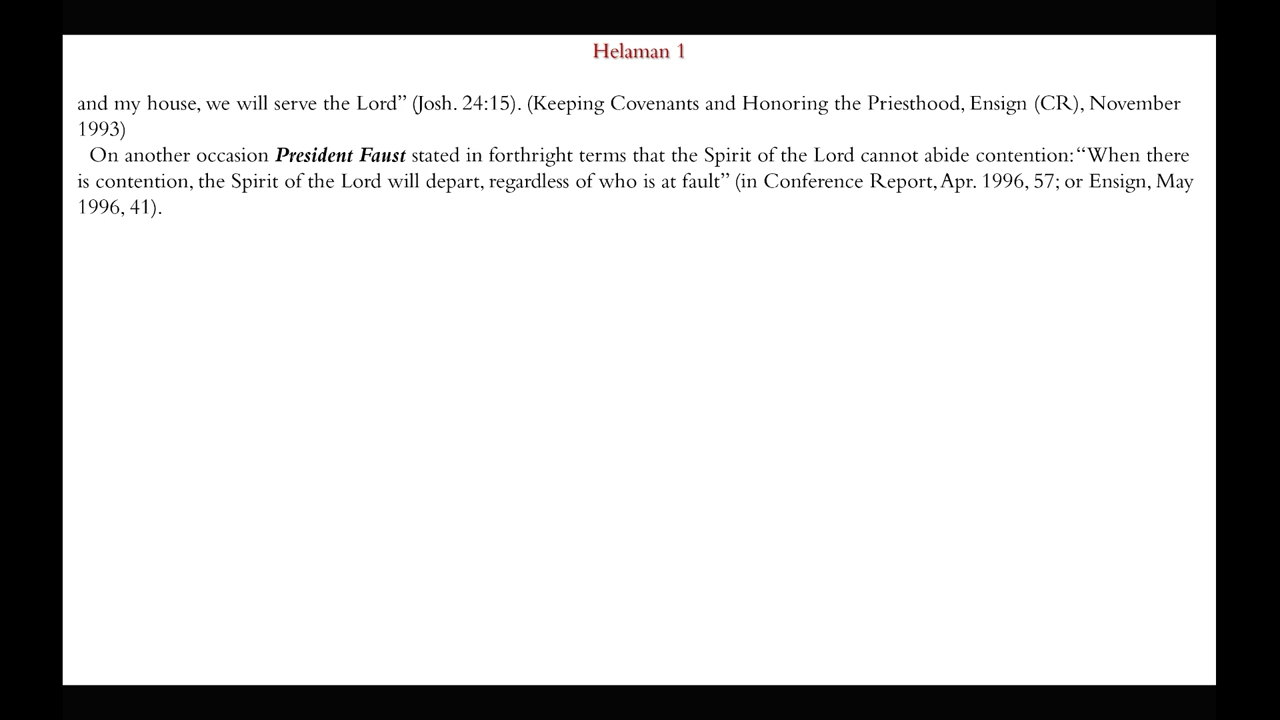 Helaman 1
and my house, we will serve the Lord” (Josh. 24:15). (Keeping Covenants and Honoring the Priesthood, Ensign (CR), November
1993)
On another occasion President Faust stated in forthright terms that the Spirit of the Lord cannot abide contention: “When there
is contention, the Spirit of the Lord will depart, regardless of who is at fault” (in Conference Report, Apr. 1996, 57; or Ensign, May
1996, 41).